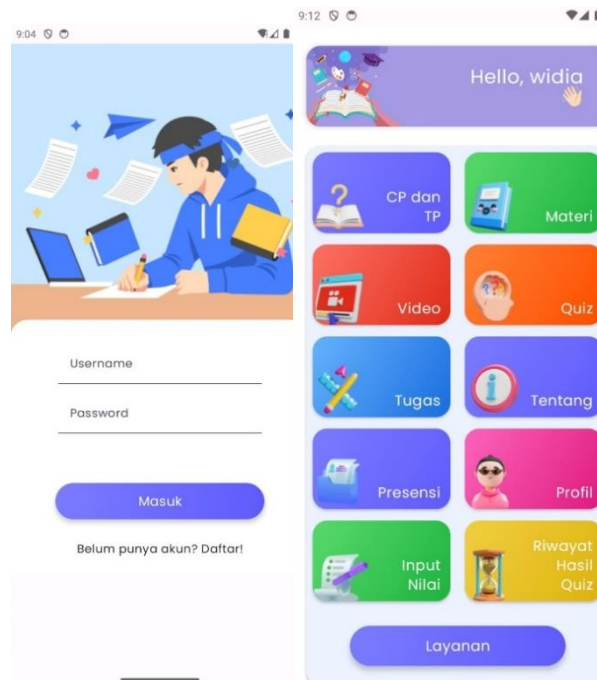 9:04
Username
Password
Masuk
Belum punya akun? Daftar!
9:12
Hello, widia
CP dan
TP
Materi
Video
Quiz
Tugas
Tentang
Presensi
Profil
Input
Nilai
Riwayat
Hasil
Quiz
Layanan